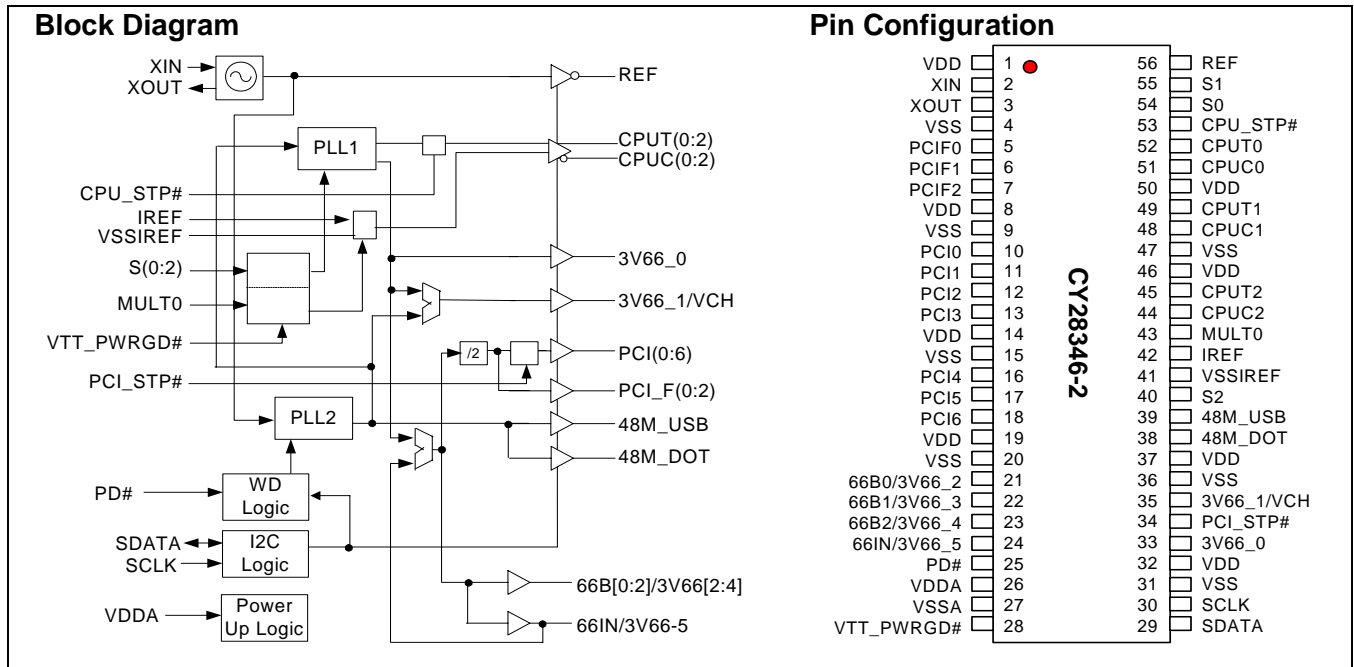 Block Diagram
XIN
XOUT
REF
PLL1
CPUT(0:2)
CPUC(0:2)
CPU_STP#
IREF
VSSIREF
S(0:2)
3V66_0
MULT0
3V66_1/VCH
VTT_PWRGD#
/2
PCI(0:6)
PCI_STP#
PCI_F(0:2)
PLL2
48M_USB
48M_DOT
PD#
WD
Logic
SDATA
SCLK
I2C
Logic
VDDA
Power
Up Logic
66B[0:2]/3V66[2:4]
66IN/3V66-5
Pin Configuration
VDD 1 56 REF
XIN 2 55 S1
XOUT 3 54 S0
VSS 4 53 CPU_STP#
PCIF0 5 52 CPUT0
PCIF1 6 51 CPUC0
PCIF2 7 50 VDD
VDD 8 49 CPUT1
VSS 9 48 CPUC1
PCI0 10 47 VSS
PCI1 11 46 VDD
PCI2 12 45 CPUT2
PCI3 13 44 CPUC2
VDD 14 43 MULT0
VSS 15 42 IREF
PCI4 16 41 VSSIREF
PCI5 17 40 S2
PCI6 18 39 48M_USB
VDD 19 38 48M_DOT
VSS 20 37 VDD
66B0/3V66_2 21 36 VSS
66B1/3V66_3 22 35 3V66_1/VCH
66B2/3V66_4 23 34 PCI_STP#
66IN/3V66_5 24 33 3V66_0
PD# 25 32 VDD
VDDA 26 31 VSS
VSSA 27 30 SCLK
VTT_PWRGD# 28 29 SDATA
CY28346-2